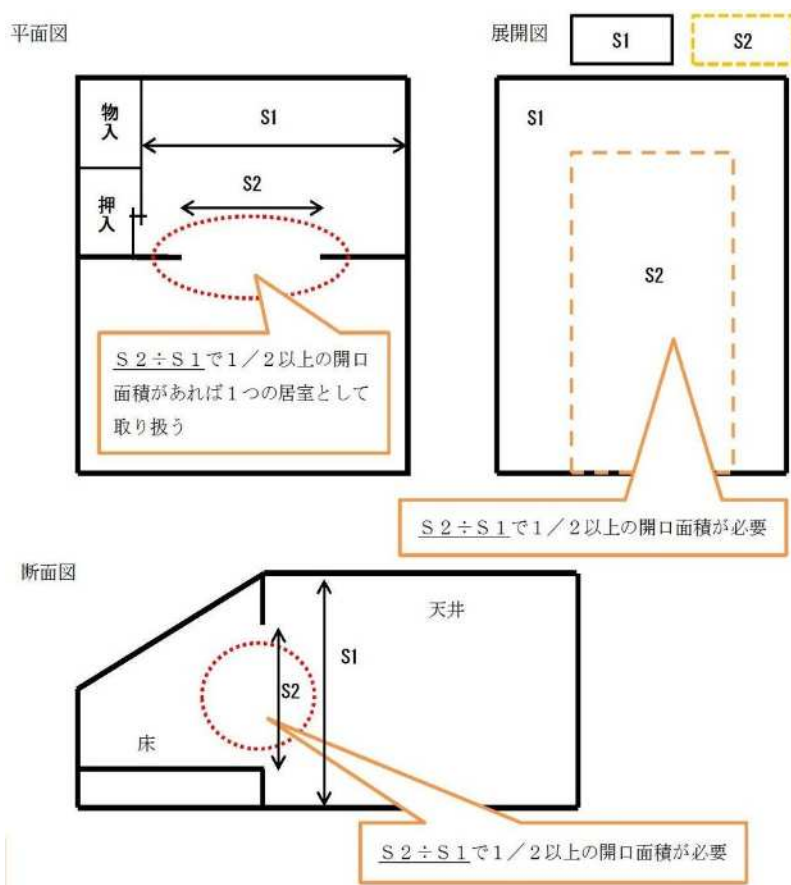 平面図
物入
押入
S1
S2
S2÷S1で1/2以上の開口
面積があれば1つの居室として
取り扱う
展開図
S1
S2
S1
S2
S2÷S1で1/2以上の開口面積が必要
断面図
天井
S1
S2
床
S2÷S1で1/2以上の開口面積が必要